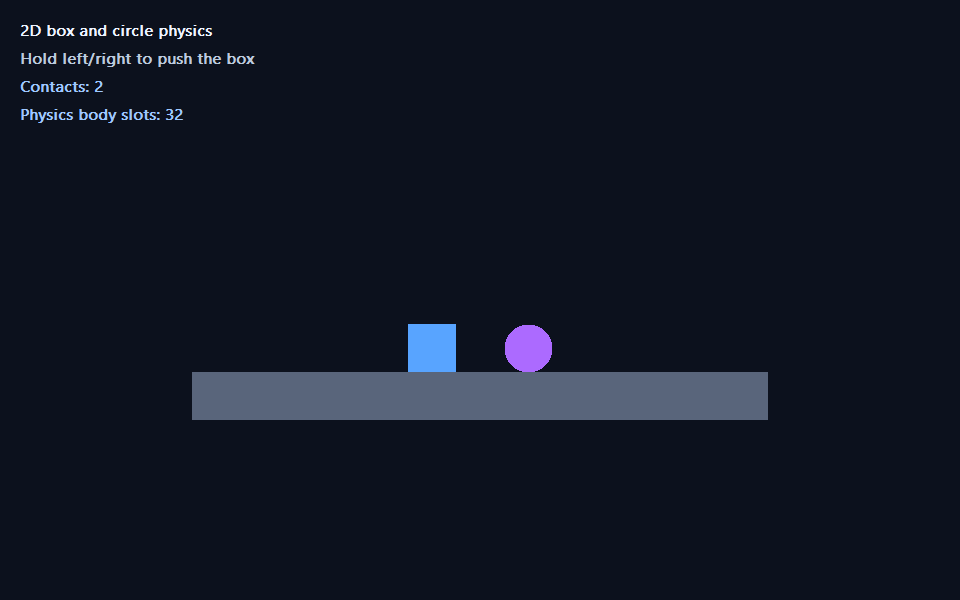 2D box and circle physics
Hold left/right to push the box
Contacts: 2
Physics body slots: 32